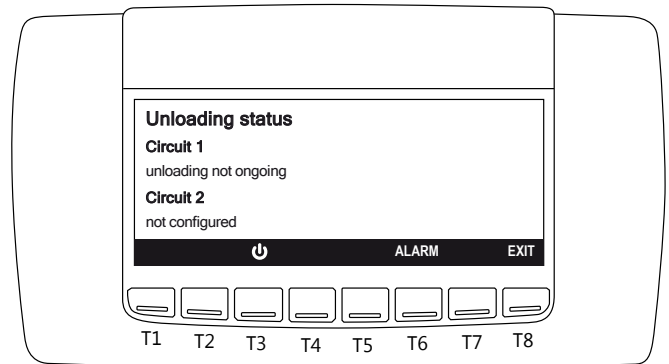 Unloading status
Circuit 1
unloading not ongoing
Circuit 2
not configured
ALARM EXIT
T1 T2 T3 T4 T5 T6 T7 T8